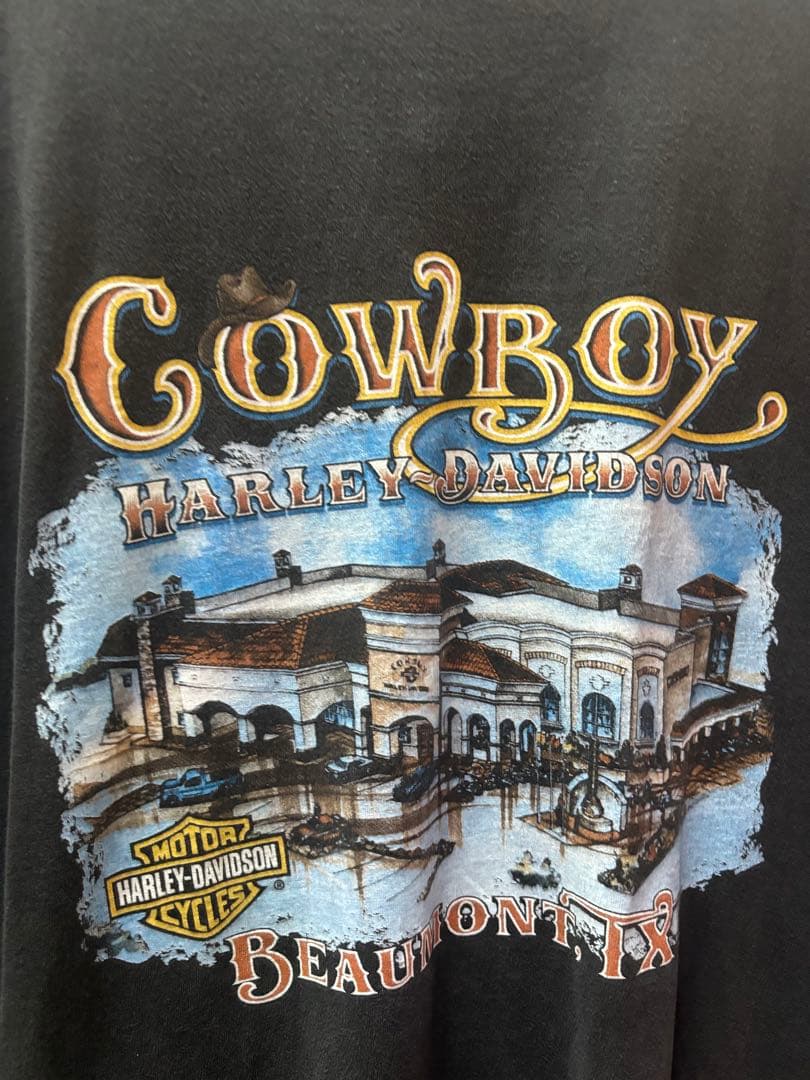 COWBOY
HARLEY-DAVIDSON
MOTOR
HARLEY-DAVIDSON
CYCLES ®
BEAUMONT, TX